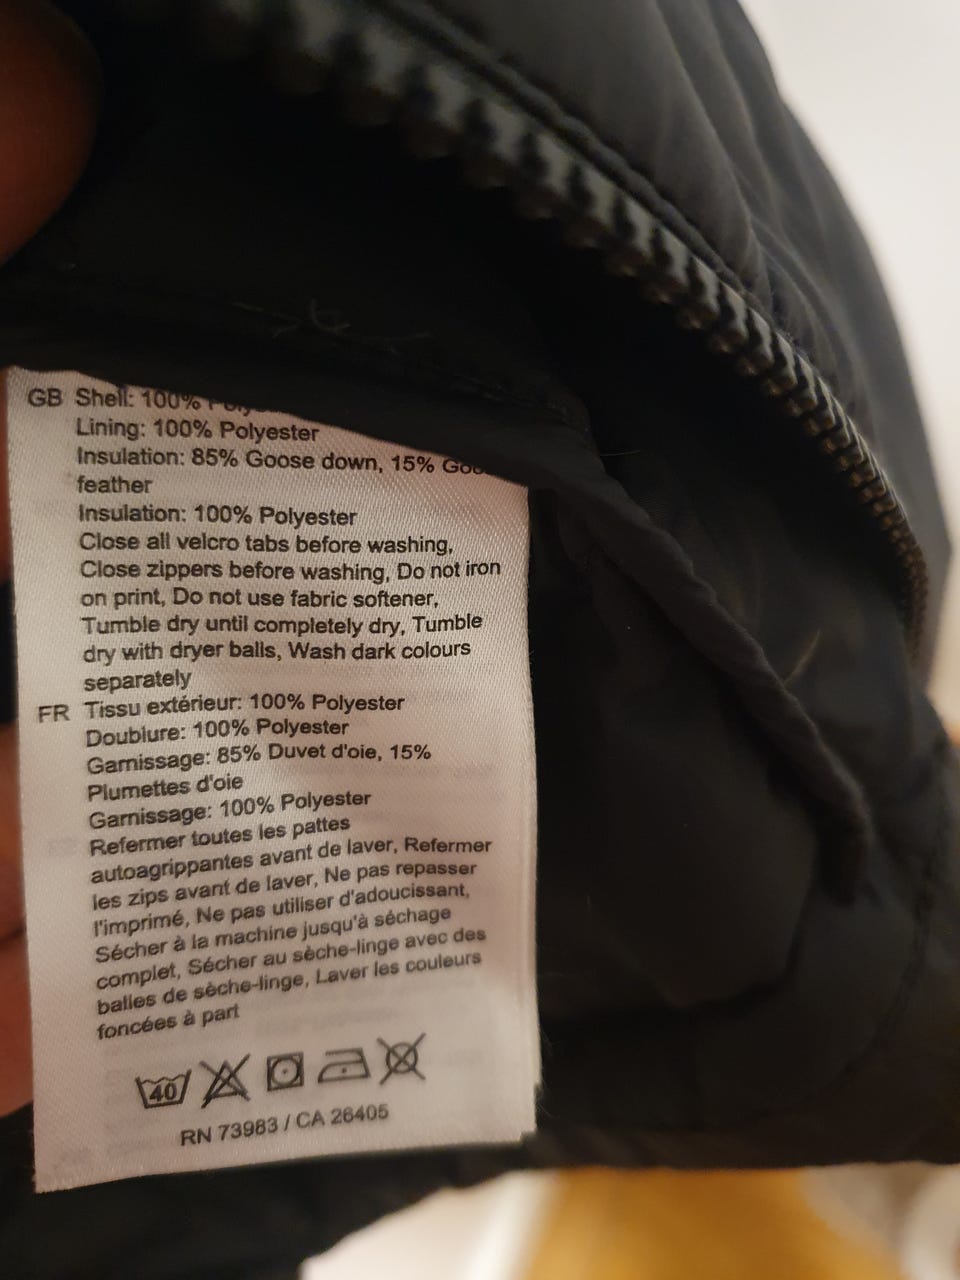 GB Shell: 100%
Lining: 100% Polyester
Insulation: 85% Goose down, 15%
feather
Insulation: 100% Polyester
Close all velcro tabs before washing,
Close zippers before washing, Do not iron
on print, Do not use fabric softener,
Tumble dry until completely dry, Tumble
dry with dryer balls, Wash dark colours
separately
FR Tissu extérieur: 100% Polyester
Doublure: 100% Polyester
Garnissage: 85% Duvet d'oie, 15%
Plumettes d'oie
Garnissage: 100% Polyester
Refermer toutes les pattes
autoagrippantes avant de laver, Refermer
les zips avant de laver, Ne pas repasser
l'imprimé, Ne pas utiliser d'adoucissant,
Sécher à la machine jusqu'à séchage
complet, Sécher au sèche-linge avec des
balles de sèche-linge, Laver les couleurs
foncées à part
40
RN 73983 / CA 26405